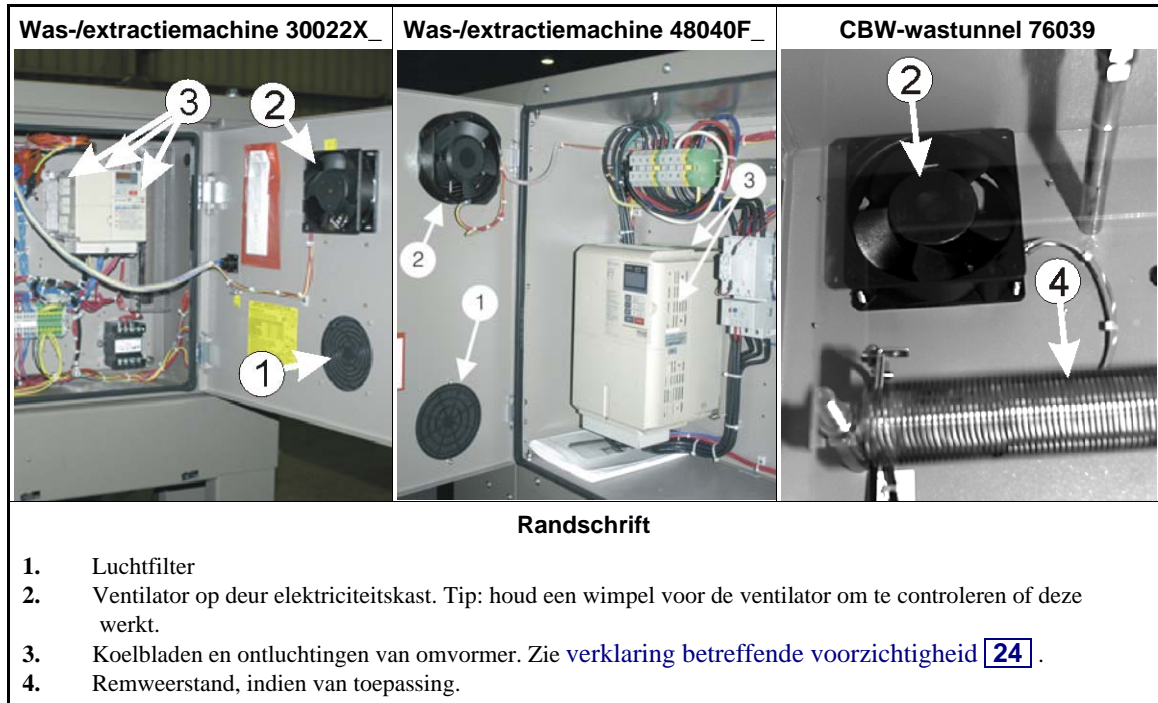 Was-/extractiemachine 30022X_
Was-/extractiemachine 48040F_
CBW-wastunnel 76039
3
2
1
2
3
1
2
4
Randschrift
1. Luchtfilter
2. Ventilator op deur elektriciteitskast. Tip: houd een wimpel voor de ventilator om te controleren of deze
werkt.
3. Koelbladen en ontluchtingen van omvormer. Zie verklaring betreffende voorzichtigheid 24 .
4. Remweerstand, indien van toepassing.